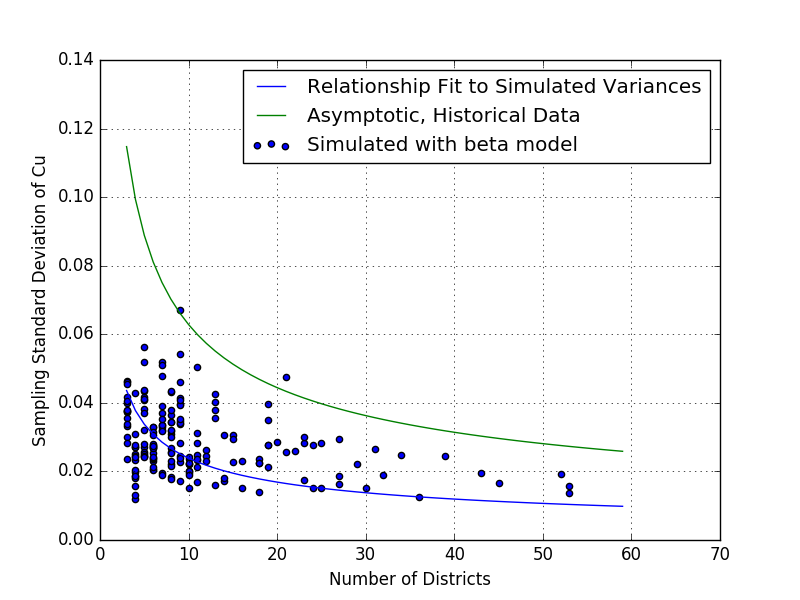 Relationship Fit to Simulated Variances
Asymptotic, Historical Data
Simulated with beta model
Sampling Standard Deviation of Cu
0.14
0.12
0.10
0.08
0.06
0.04
0.02
0.00
0 10 20 30 40 50 60 70
Number of Districts